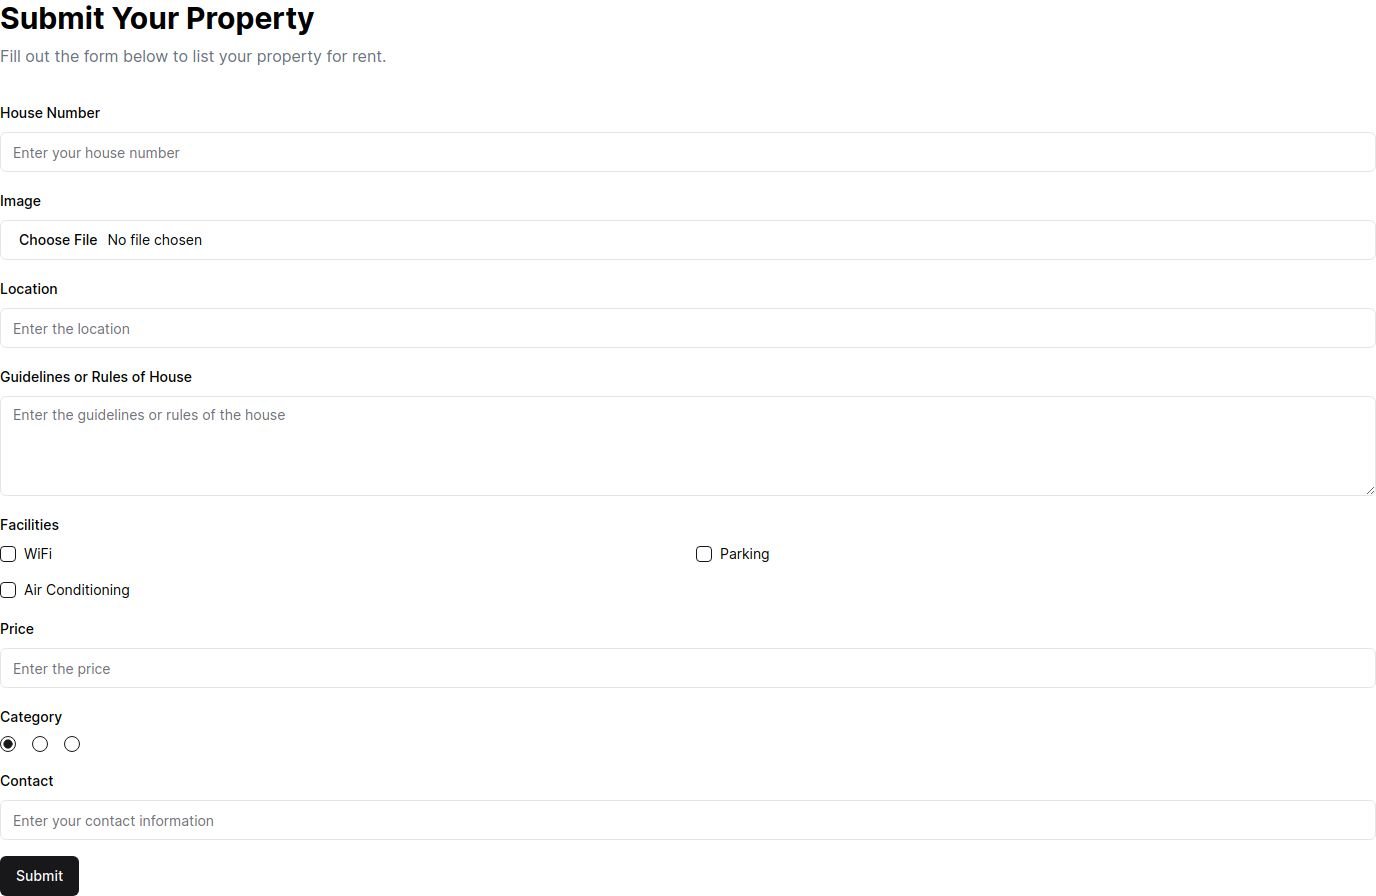 Submit Your Property
Fill out the form below to list your property for rent.
House Number
Enter your house number
Image
Choose File No file chosen
Location
Enter the location
Guidelines or Rules of House
Enter the guidelines or rules of the house
Facilities
WiFi
Parking
Air Conditioning
Price
Enter the price
Category
Contact
Enter your contact information
Submit